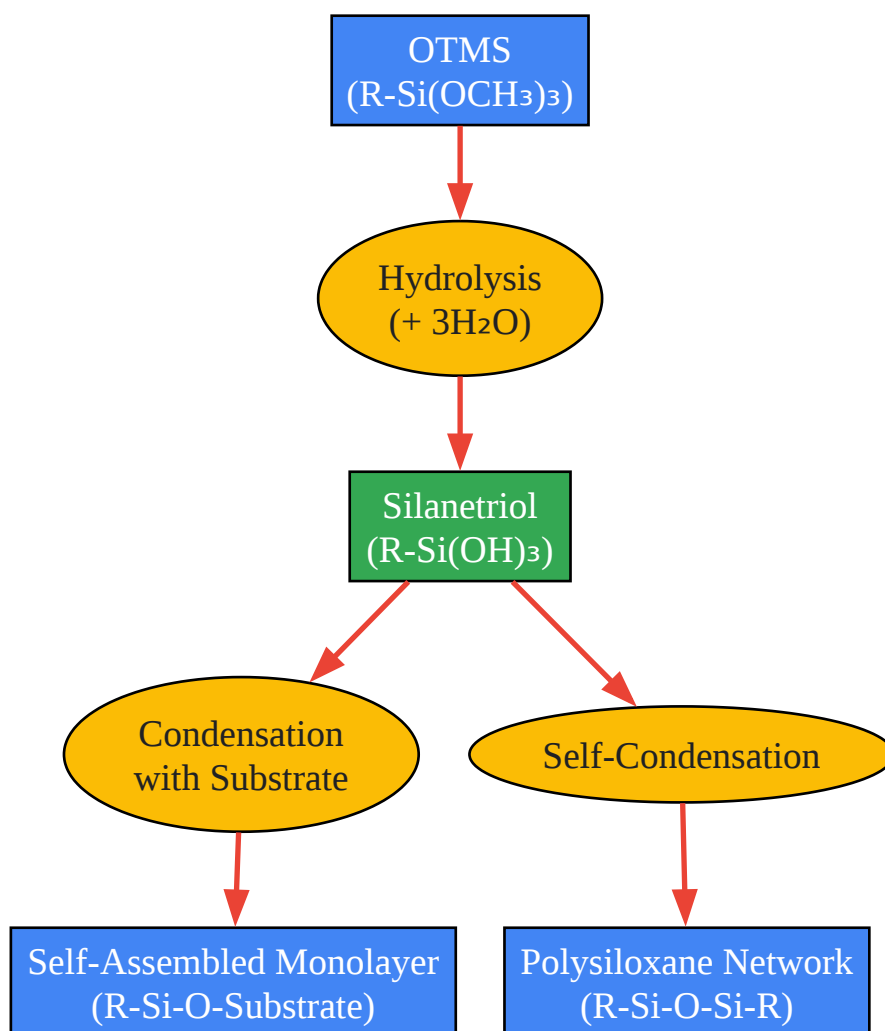 OTMS
(R-Si(OCH₃)₃)
Hydrolysis
(+ 3H₂O)
Silanetriol
(R-Si(OH)₃)
Condensation
with Substrate
Self-Condensation
Self-Assembled Monolayer
(R-Si-O-Substrate)
Polysiloxane Network
(R-Si-O-Si-R)